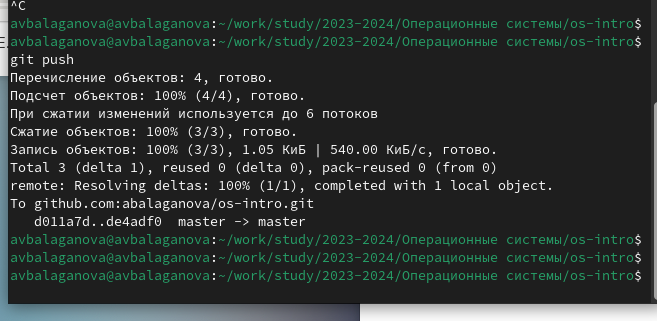 ^C
avbalaganova@avbalaganova:~/work/study/2023-2024/Операционные системы/os-intro$
avbalaganova@avbalaganova:~/work/study/2023-2024/Операционные системы/os-intro$
git push
Перечисление объектов: 4, готово.
Подсчет объектов: 100% (4/4), готово.
При сжатии изменений используется до 6 потоков
Сжатие объектов: 100% (3/3), готово.
Запись объектов: 100% (3/3), 1.05 КиБ | 540.00 КиБ/с, готово.
Total 3 (delta 1), reused 0 (delta 0), pack-reused 0 (from 0)
remote: Resolving deltas: 100% (1/1), completed with 1 local object.
To github.com:abalaganova/os-intro.git
   d011a7d..de4adf0  master -> master
avbalaganova@avbalaganova:~/work/study/2023-2024/Операционные системы/os-intro$
avbalaganova@avbalaganova:~/work/study/2023-2024/Операционные системы/os-intro$
avbalaganova@avbalaganova:~/work/study/2023-2024/Операционные системы/os-intro$